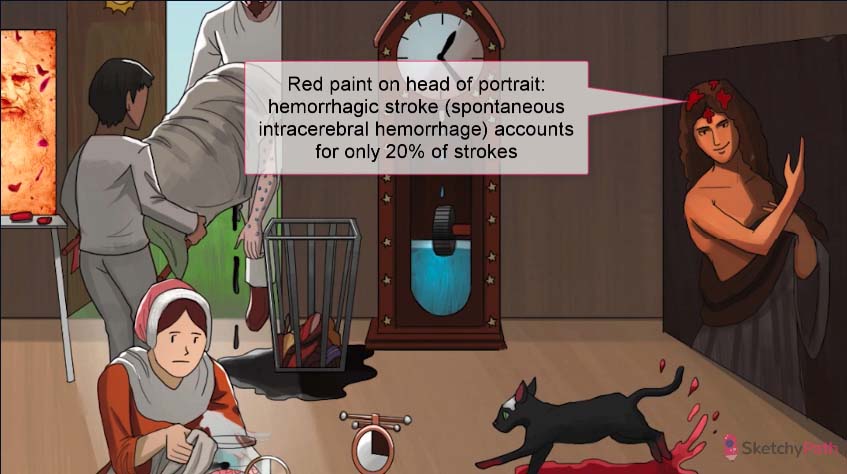 Red paint on head of portrait:
hemorrhagic stroke (spontaneous
intracerebral hemorrhage) accounts
for only 20% of strokes
SketchyPath